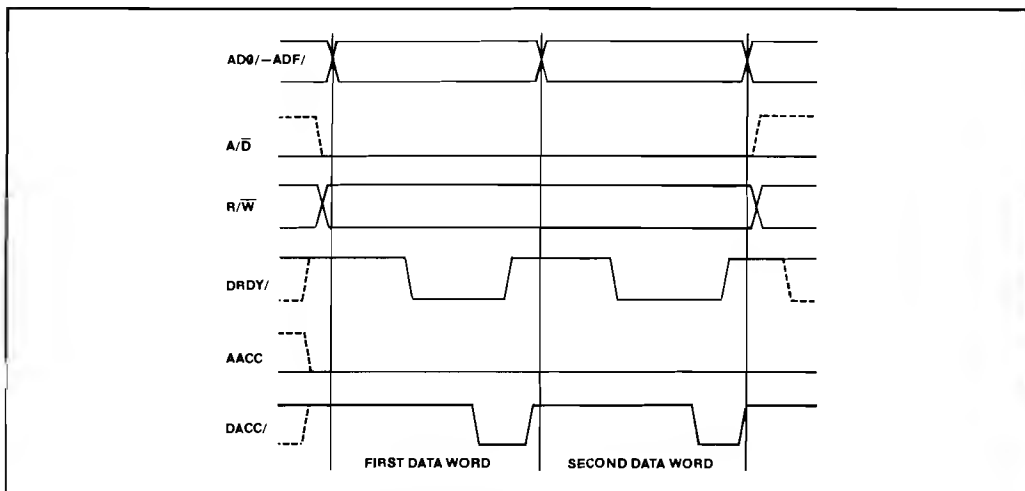 AD0/–ADF/
A/D̅
R/W̅
DRDY/
AACC
DACC/
FIRST DATA WORD
SECOND DATA WORD